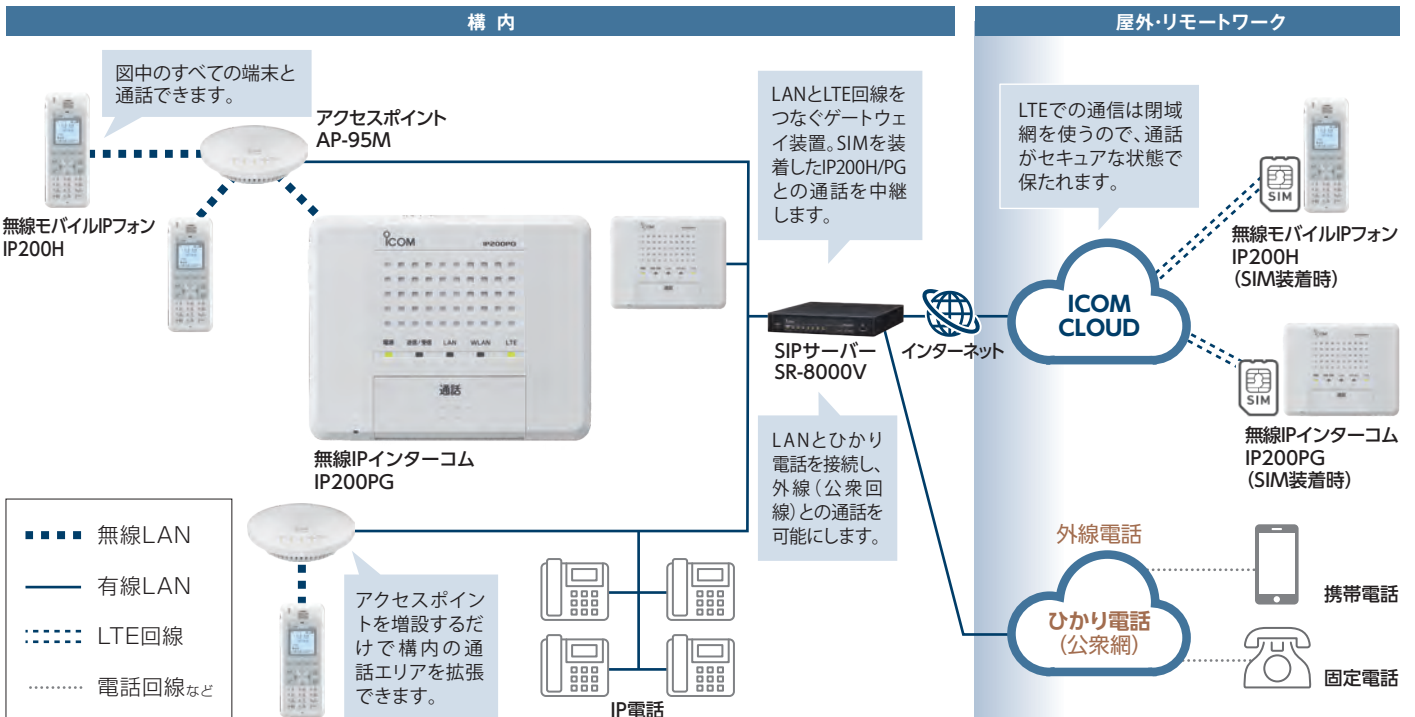 構 内
屋外・リモートワーク
図中のすべての端末と
通話できます。
アクセスポイント
AP-95M
無線モバイルIPフォン
IP200H
ICOM
IP200PG
電源
LAN
WLAN
LTE
通話
無線IPインターコム
IP200PG
LANとLTE回線を
つなぐゲートウェ
イ装置。SIMを装
着したIP200H/PG
との通話を中継
します。
SIPサーバー
SR-8000V
インターネット
LANとひかり
電話を接続し、
外線（公衆回
線）との通話を
可能にします。
LTEでの通信は閉域
網を使うので、通話
がセキュアな状態で
保たれます。
ICOM
CLOUD
SIM
無線モバイルIPフォン
IP200H
（SIM装着時）
SIM
無線IPインターコム
IP200PG
（SIM装着時）
外線電話
ひかり電話
（公衆網）
携帯電話
固定電話
無線LAN
有線LAN
LTE回線
電話回線など
アクセスポイン
トを増設するだ
けで構内の通
話エリアを拡張
できます。
IP電話